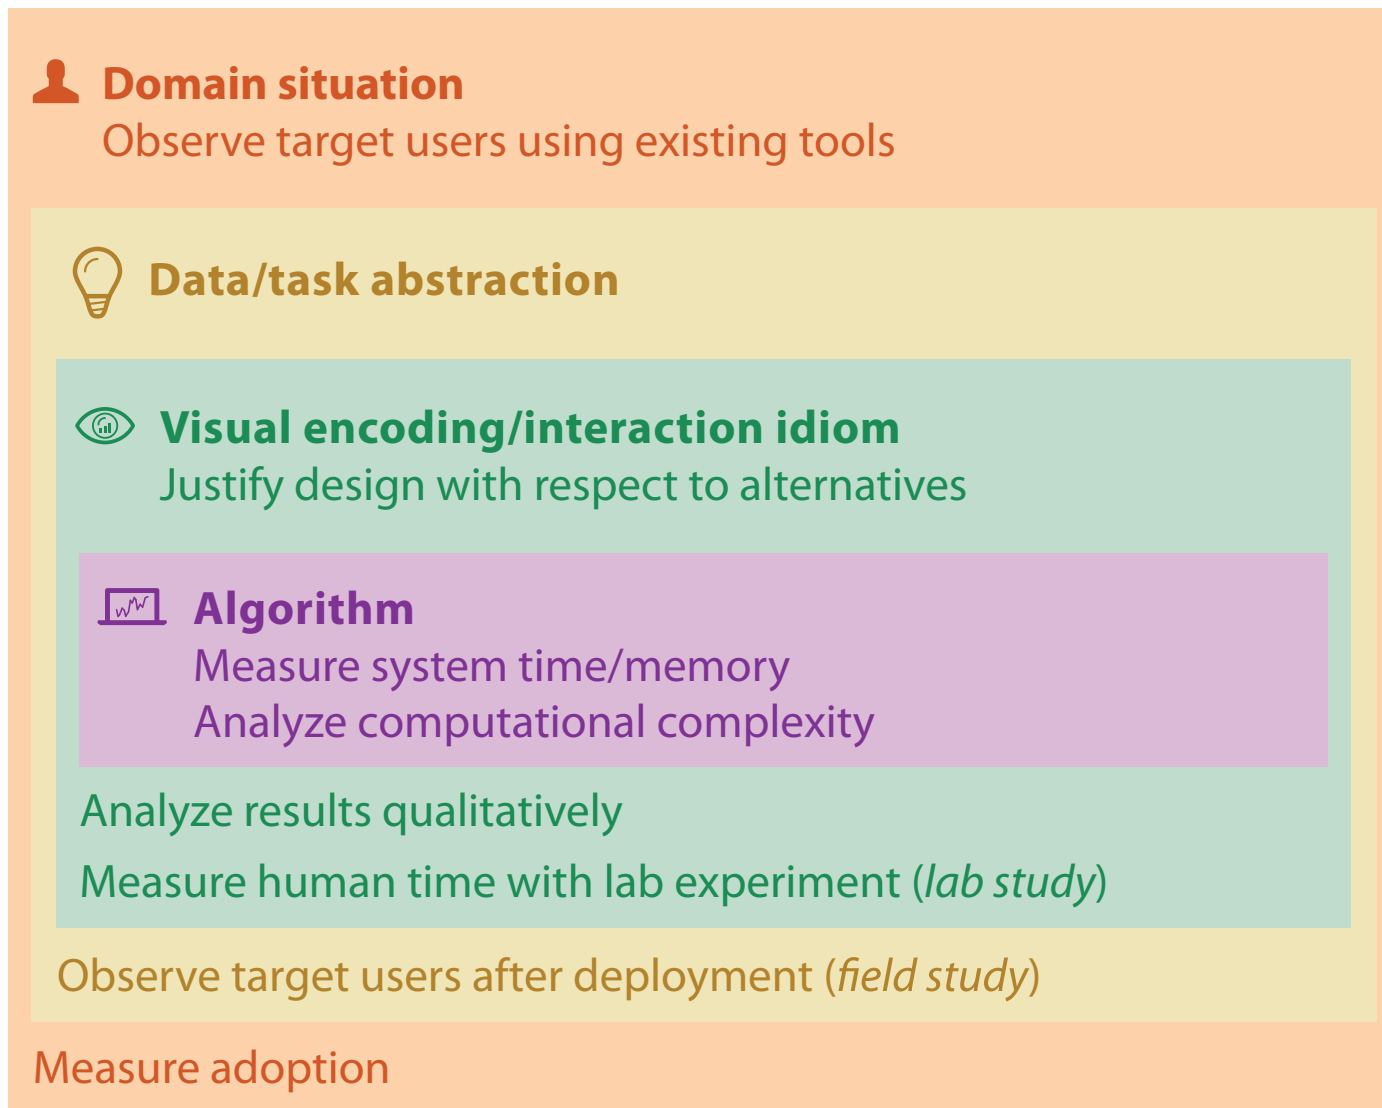 Domain situation
Observe target users using existing tools
Data/task abstraction
Visual encoding/interaction idiom
Justify design with respect to alternatives
Algorithm
Measure system time/memory
Analyze computational complexity
Analyze results qualitatively
Measure human time with lab experiment (lab study)
Observe target users after deployment (field study)
Measure adoption